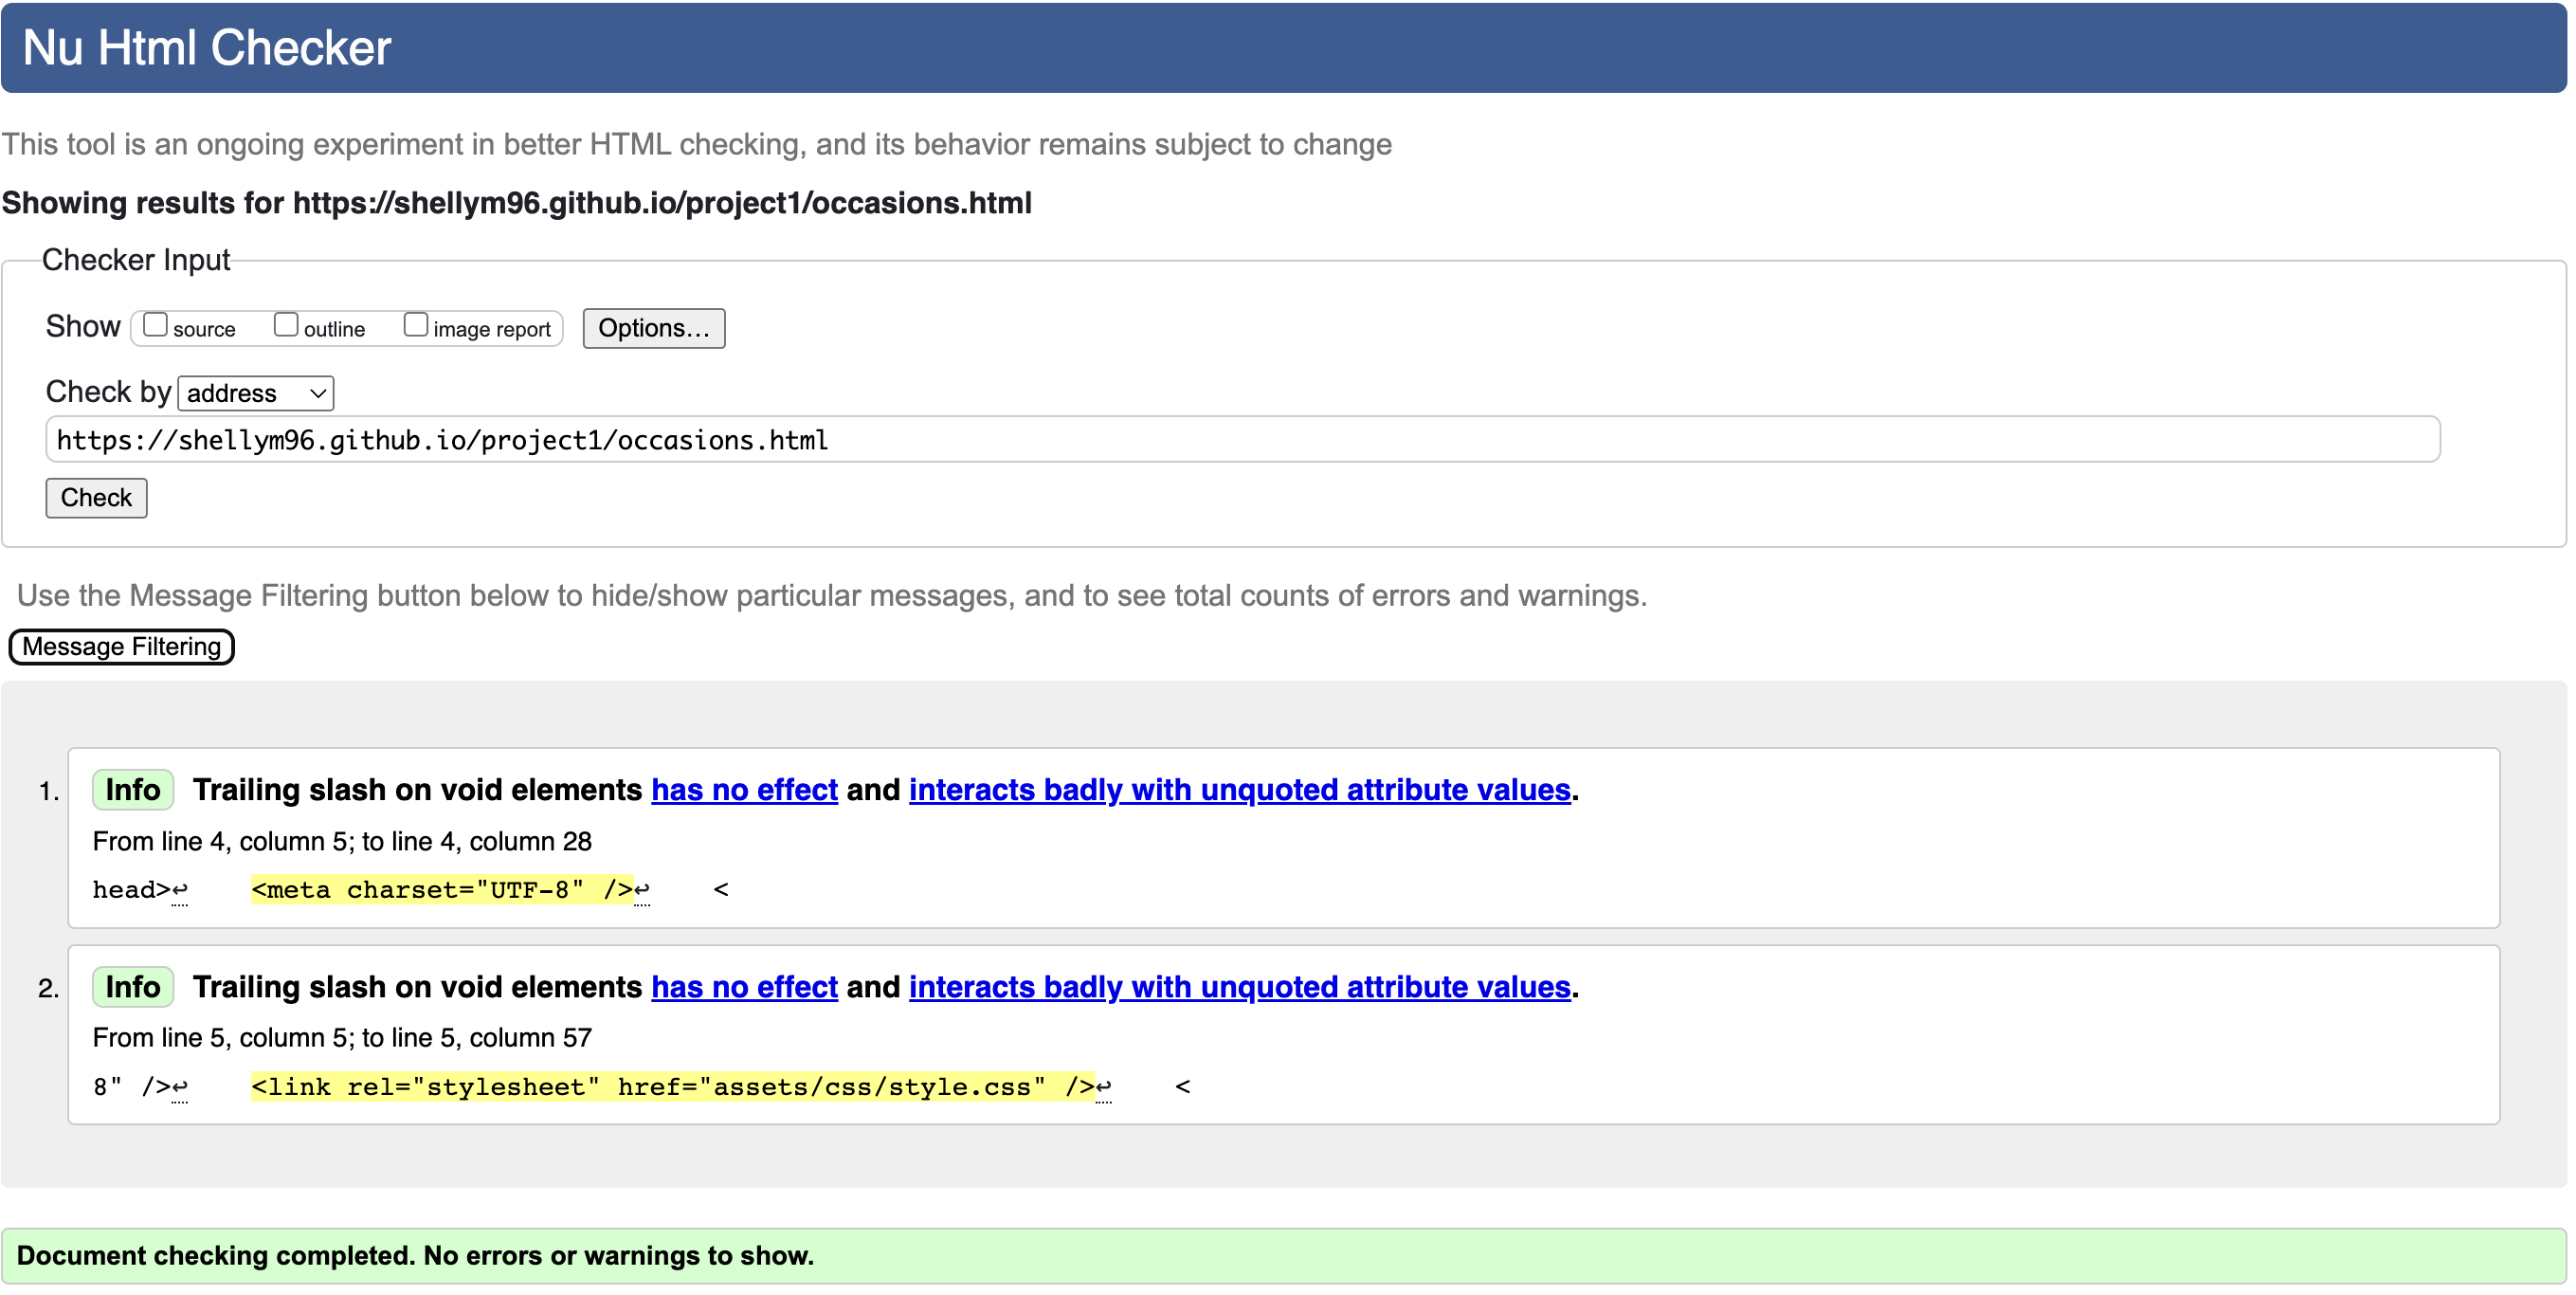 Nu Html Checker
This tool is an ongoing experiment in better HTML checking, and its behavior remains subject to change
Showing results for https://shellym96.github.io/project1/occasions.html
Checker Input
Show source outline image report Options...
Check by address
https://shellym96.github.io/project1/occasions.html
Check
Use the Message Filtering button below to hide/show particular messages, and to see total counts of errors and warnings.
Message Filtering
1. Info Trailing slash on void elements has no effect and interacts badly with unquoted attribute values.
From line 4, column 5; to line 4, column 28
head>↩ <meta charset="UTF-8" />↩ <
2. Info Trailing slash on void elements has no effect and interacts badly with unquoted attribute values.
From line 5, column 5; to line 5, column 57
8" />↩ <link rel="stylesheet" href="assets/css/style.css" />↩ <
Document checking completed. No errors or warnings to show.